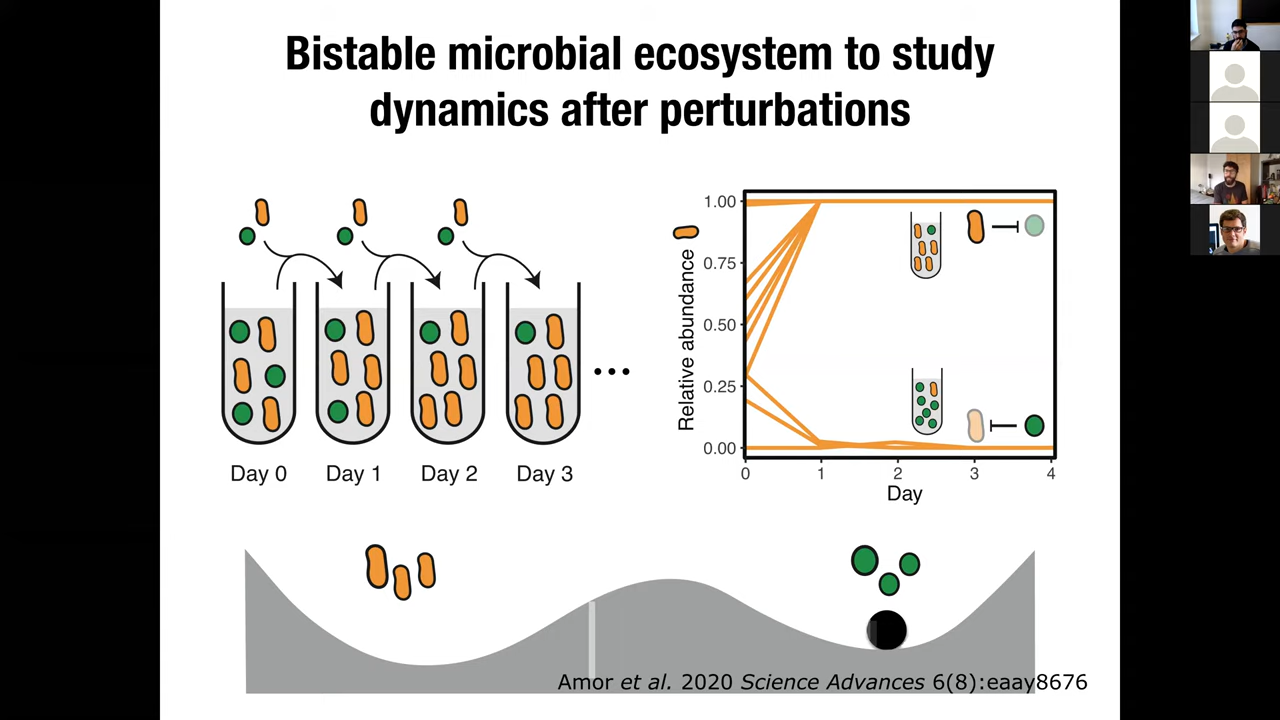 Bistable microbial ecosystem to study
dynamics after perturbations
Day 0
Day 1
Day 2
Day 3
...
Relative abundance
1.00
0.75
0.50
0.25
0.00
0
1
2
3
4
Day
Amor et al. 2020 Science Advances 6(8):eaay8676